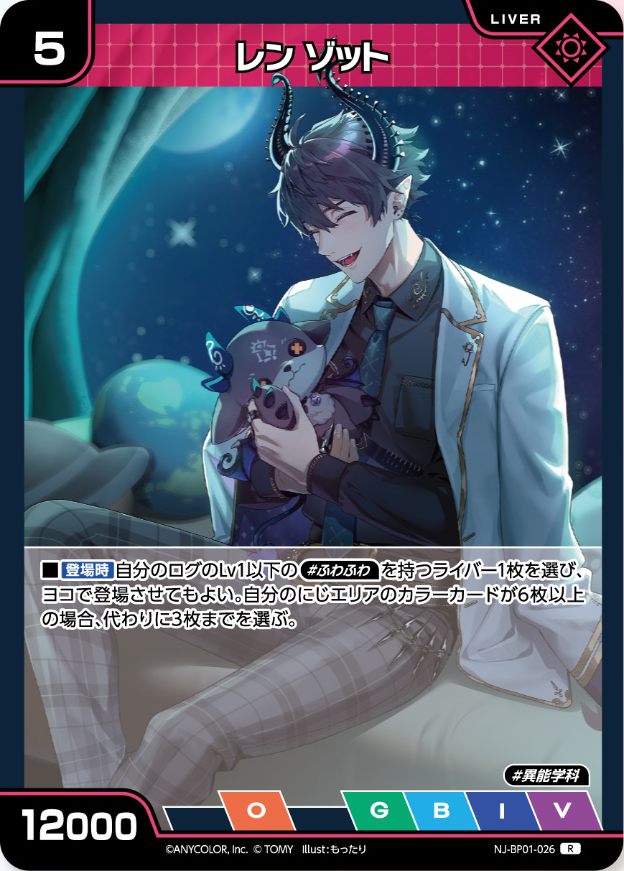 5
LIVER
レン ゾット
■ 登場時 自分のログのLv1以下の #ふわふわ を持つライバー1枚を選び、
ヨコで登場させてもよい。自分のにじエリアのカラーカードが6枚以上
の場合、代わりに3枚までを選ぶ。
#異能学科
12000
O G B I V
©ANYCOLOR, Inc. © TOMY Illust:もったり
NJ-BP01-026 R